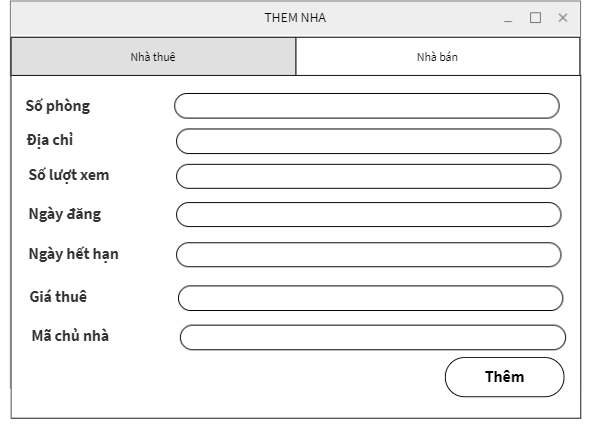 THEM NHA
Nhà thuê
Nhà bán
Số phòng
Địa chỉ
Số lượt xem
Ngày đăng
Ngày hết hạn
Giá thuê
Mã chủ nhà
Thêm